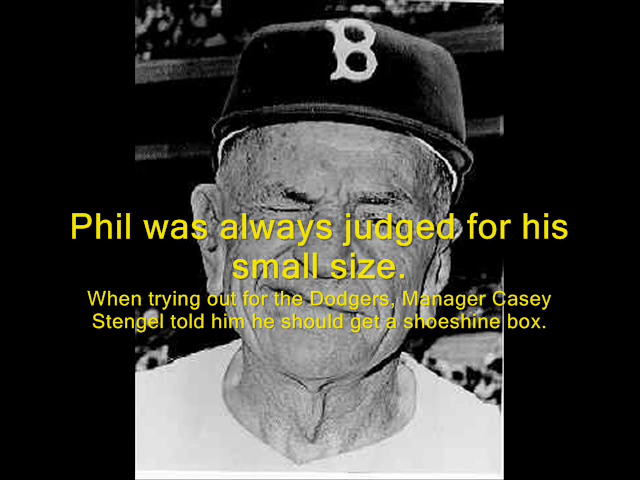 B
Phil was always judged for his
small size.
When trying out for the Dodgers, Manager Casey
Stengel told him he should get a shoeshine box.